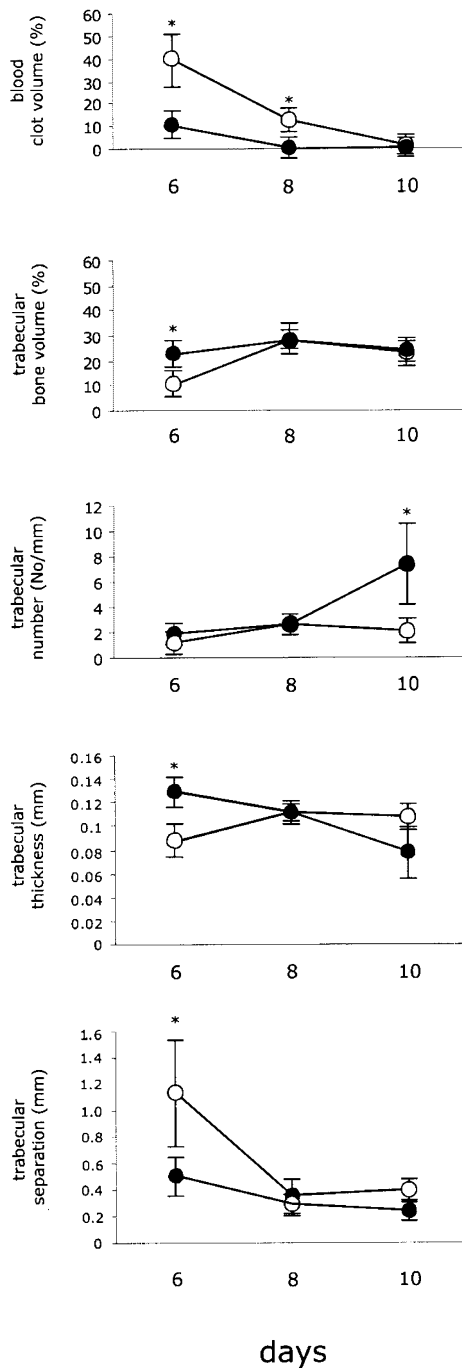 blood
clot volume (%)
60
50
40
30
20
10
0
*
*
6 8 10
trabecular
bone volume (%)
60
50
40
30
20
10
0
*
6 8 10
trabecular
number (No/mm)
12
10
8
6
4
2
0
*
6 8 10
trabecular
thickness (mm)
0.16
0.14
0.12
0.1
0.08
0.06
0.04
0.02
0
*
6 8 10
trabecular
separation (mm)
1.6
1.4
1.2
1.0
0.8
0.6
0.4
0.2
0
*
6 8 10
days